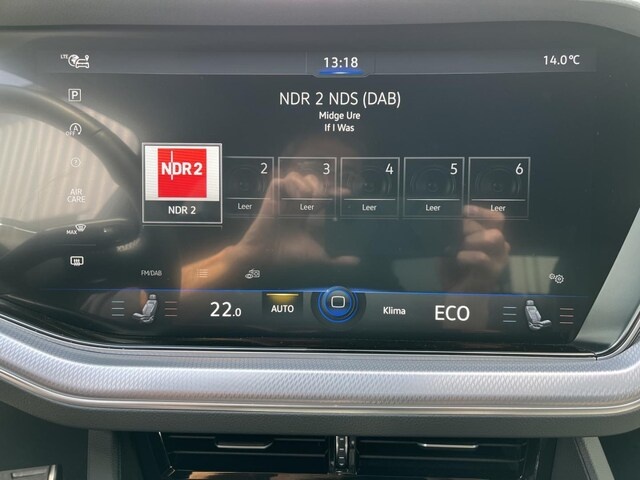 LTE
13:18
14.0°C
P
NDR 2 NDS (DAB)
Midge Ure
If I Was
NDR 2
2
3
4
5
6
NDR 2
Leer
Leer
Leer
Leer
Leer
AIR
CARE
MAX
FM/DAB
22.0
AUTO
Klima
ECO